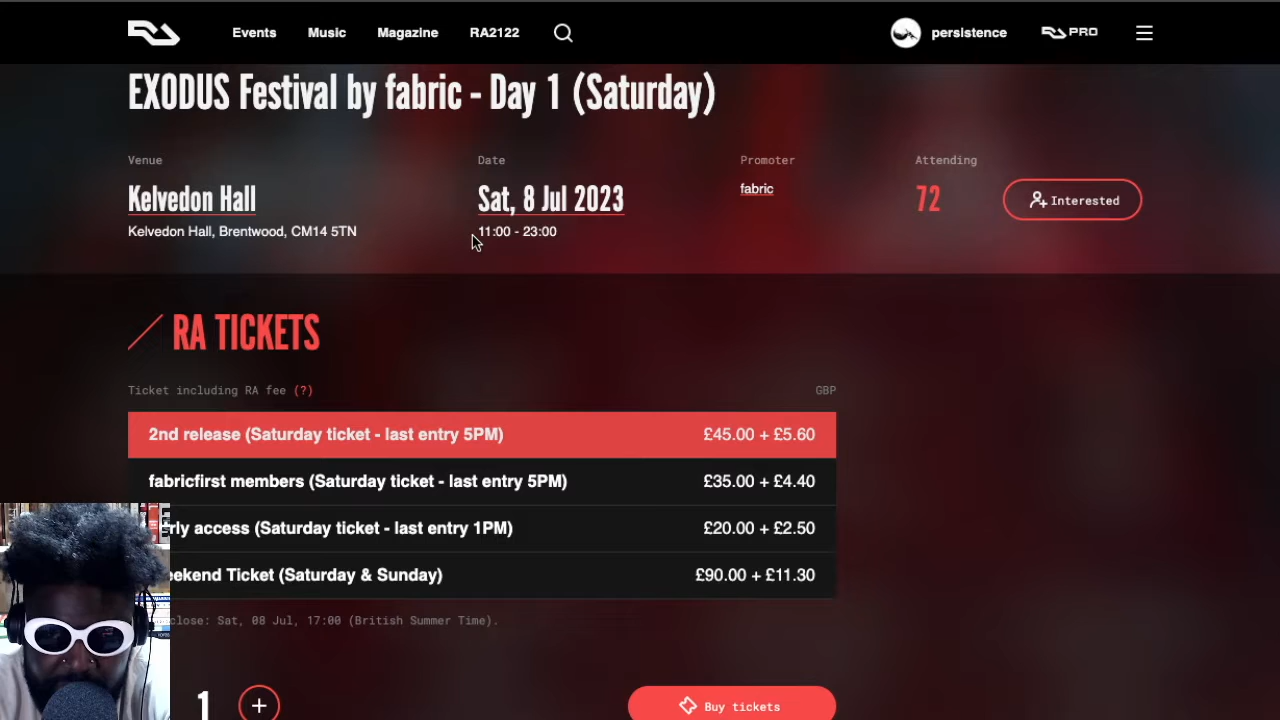 Events Music Magazine RA2122 persistence PRO
EXODUS Festival by fabric - Day 1 (Saturday)
Venue Date Promoter Attending
Kelvedon Hall Sat, 8 Jul 2023 fabric 72 Interested
Kelvedon Hall, Brentwood, CM14 5TN 11:00 - 23:00
RA TICKETS
Ticket including RA fee (?) GBP
2nd release (Saturday ticket - last entry 5PM) £45.00 + £5.60
fabricfirst members (Saturday ticket - last entry 5PM) £35.00 + £4.40
rly access (Saturday ticket - last entry 1PM) £20.00 + £2.50
eekend Ticket (Saturday & Sunday) £90.00 + £11.30
close: Sat, 08 Jul, 17:00 (British Summer Time).
1 + Buy tickets